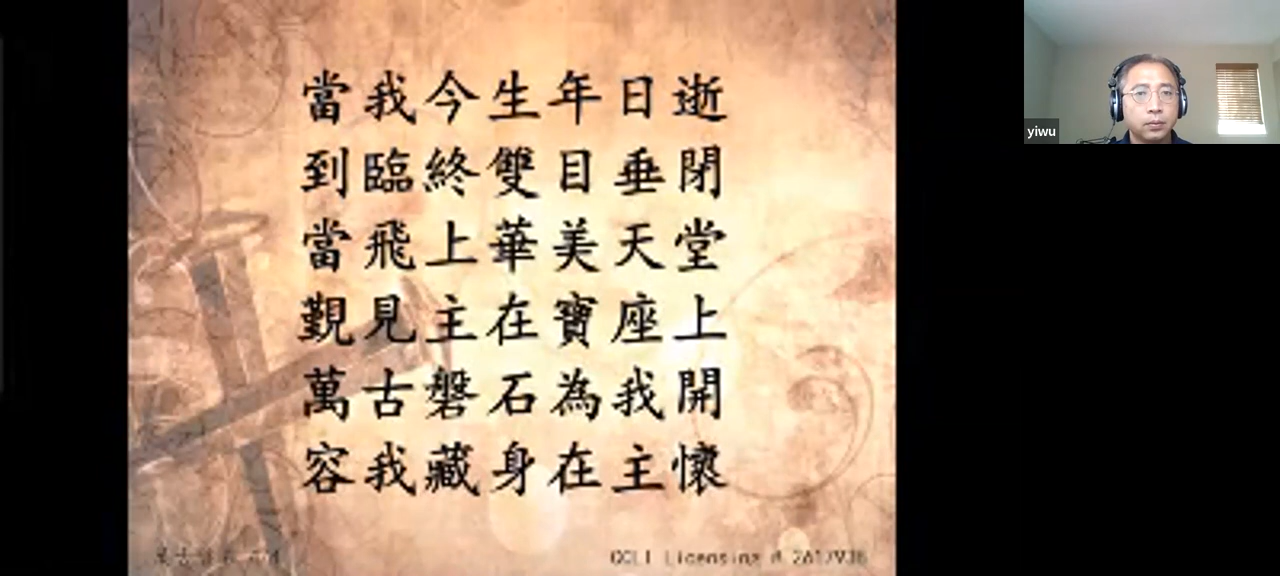 當我今生年日逝
到臨終雙目垂閉
當飛上華美天堂
覲見主在寶座上
萬古磐石為我開
容我藏身在主懷
yiwu
CCLI Licensing #